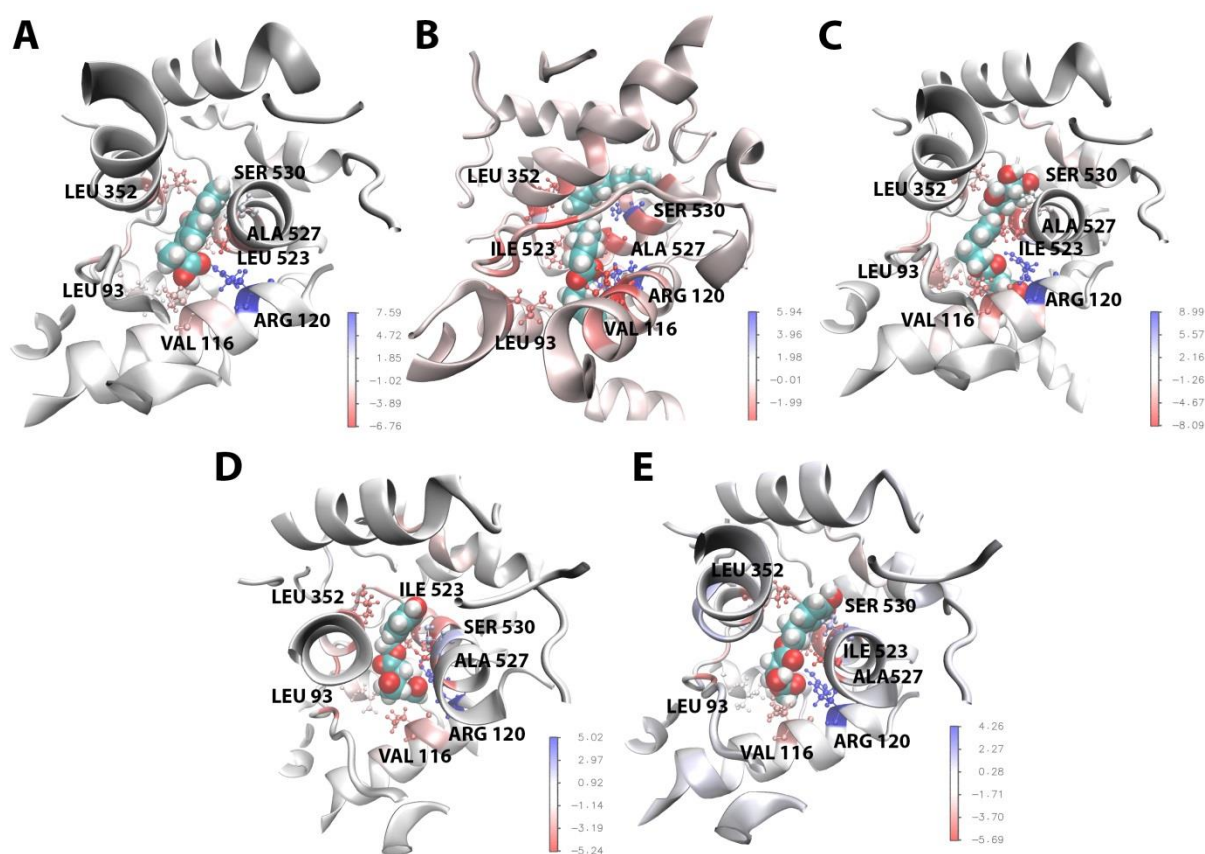 A
SER 530
LEU 352
ALA 527
LEU 523
LEU 93
ARG 120
VAL 116
7.59
4.72
1.85
-1.02
-3.89
-6.76
B
LEU 352
SER 530
ILE 523
ALA 527
ARG 120
VAL 116
LEU 93
5.94
3.96
1.98
-0.01
-1.99
C
SER 530
LEU 352
ALA 527
ILE 523
LEU 93
ARG 120
VAL 116
8.99
5.57
2.16
-1.26
-4.67
-8.09
D
ILE 523
LEU 352
SER 530
ALA 527
LEU 93
ARG 120
VAL 116
5.02
2.97
0.92
-1.14
-3.19
-5.24
E
LEU 352
SER 530
ILE 523
ALA527
LEU 93
ARG 120
VAL 116
4.26
2.27
0.28
-1.71
-3.70
-5.69